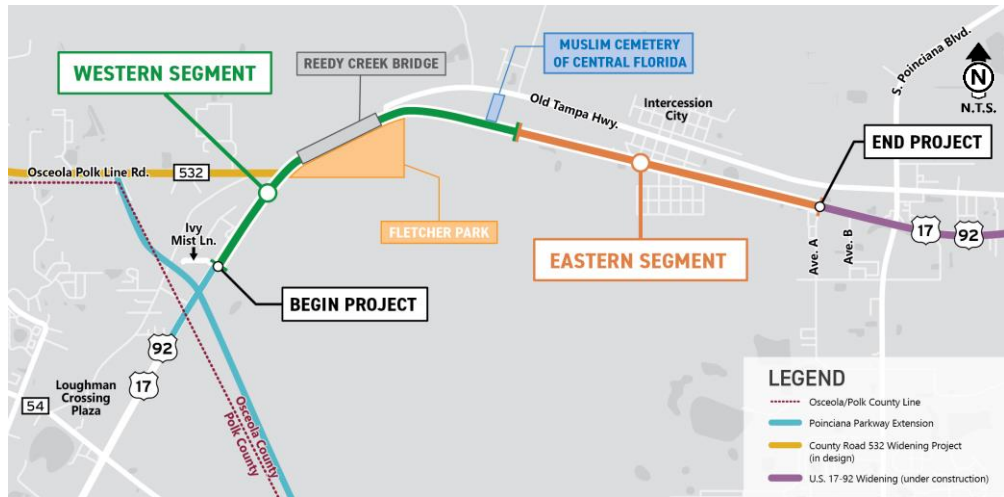 S. Poinciana Blvd.
MUSLIM CEMETERY
OF CENTRAL FLORIDA
REEDY CREEK BRIDGE
WESTERN SEGMENT
N
N.T.S.
Old Tampa Hwy.
Intercession
City
END PROJECT
Osceola Polk Line Rd.
532
FLETCHER PARK
Ivy
Mist Ln.
EASTERN SEGMENT
Ave. A
Ave. B
17
92
BEGIN PROJECT
92
17
Loughman
Crossing
Plaza
54
Osceola County
Polk County
LEGEND
Osceola/Polk County Line
Poinciana Parkway Extension
County Road 532 Widening Project
(in design)
U.S. 17-92 Widening (under construction)